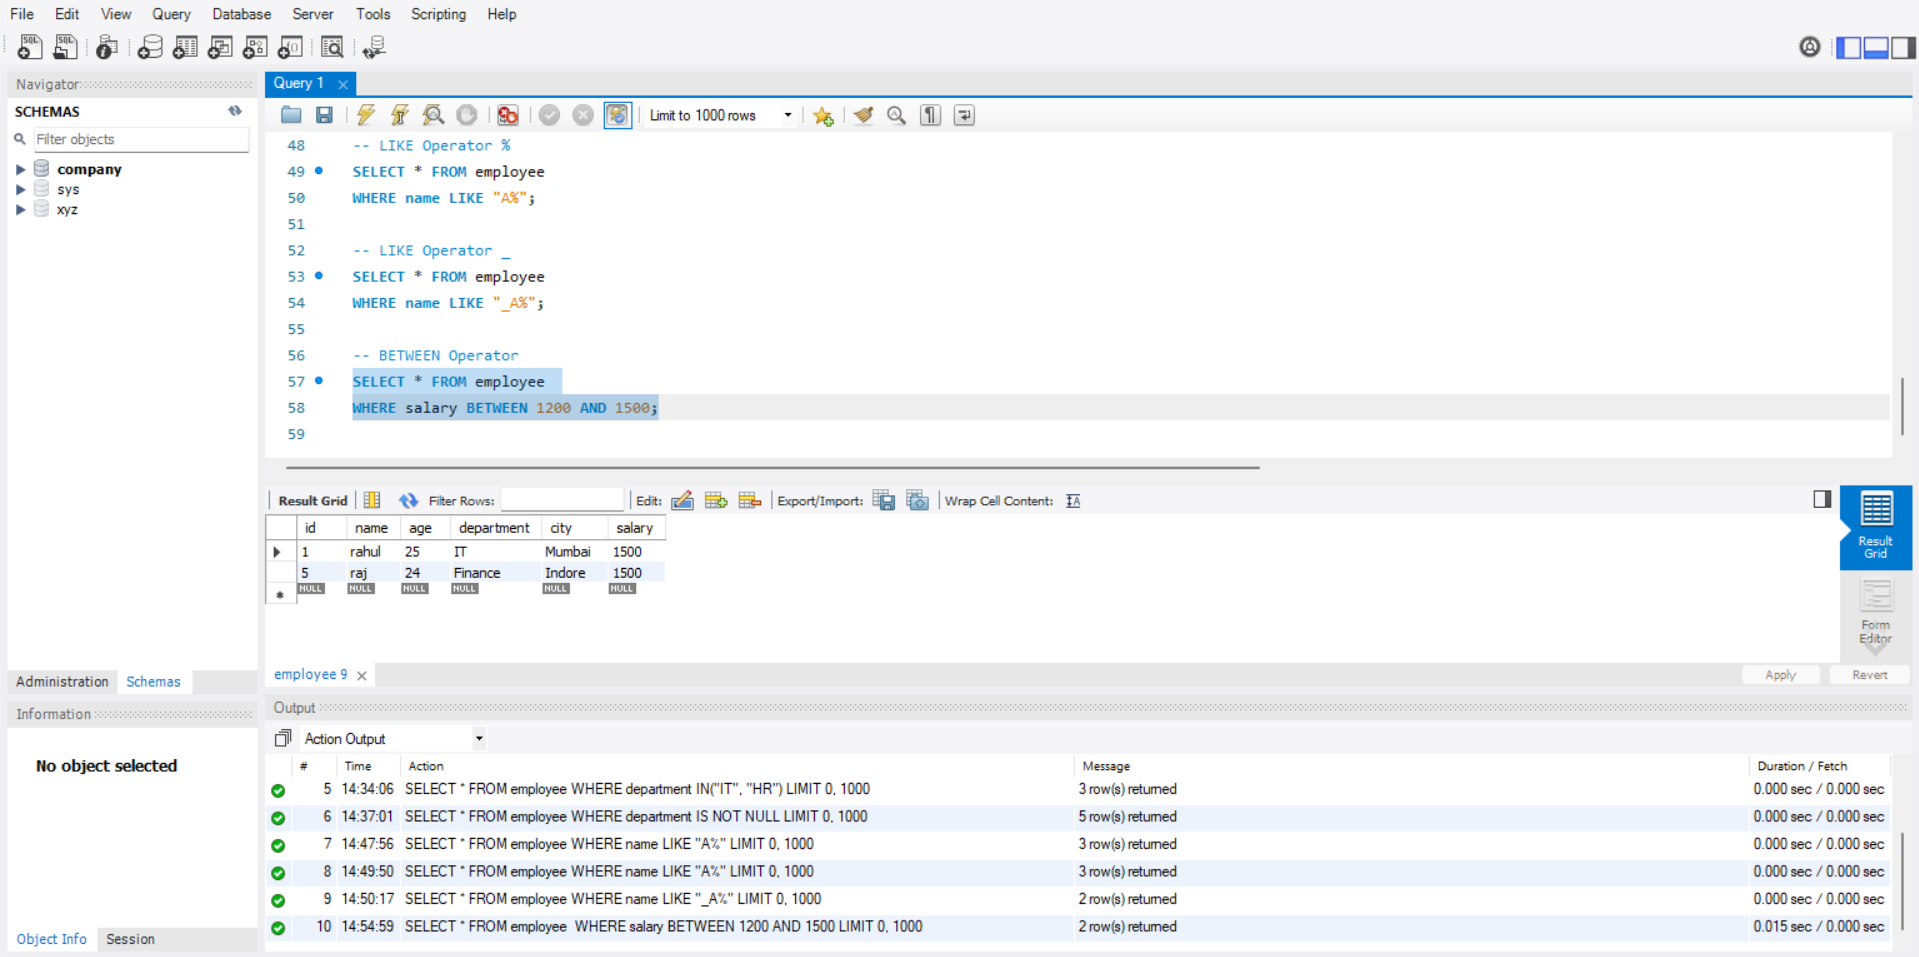 File Edit View Query Database Server Tools Scripting Help
Navigator
SCHEMAS
Filter objects
company
sys
xyz
Administration Schemas
Information
No object selected
Object Info Session
Query 1
Limit to 1000 rows
48 -- LIKE Operator %
49 SELECT * FROM employee
50 WHERE name LIKE "A%";
51
52 -- LIKE Operator _
53 SELECT * FROM employee
54 WHERE name LIKE "_A%";
55
56 -- BETWEEN Operator
57 SELECT * FROM employee
58 WHERE salary BETWEEN 1200 AND 1500;
59
Result Grid Filter Rows: Edit: Export/Import: Wrap Cell Content:
id name age department city salary
1 rahul 25 IT Mumbai 1500
5 raj 24 Finance Indore 1500
NULL NULL NULL NULL NULL NULL
Result
Grid
Form
Editor
employee 9
Apply Revert
Output
Action Output
# Time Action Message Duration / Fetch
5 14:34:06 SELECT * FROM employee WHERE department IN("IT", "HR") LIMIT 0, 1000 3 row(s) returned 0.000 sec / 0.000 sec
6 14:37:01 SELECT * FROM employee WHERE department IS NOT NULL LIMIT 0, 1000 5 row(s) returned 0.000 sec / 0.000 sec
7 14:47:56 SELECT * FROM employee WHERE name LIKE "A%" LIMIT 0, 1000 3 row(s) returned 0.000 sec / 0.000 sec
8 14:49:50 SELECT * FROM employee WHERE name LIKE "A%" LIMIT 0, 1000 3 row(s) returned 0.000 sec / 0.000 sec
9 14:50:17 SELECT * FROM employee WHERE name LIKE "_A%" LIMIT 0, 1000 2 row(s) returned 0.000 sec / 0.000 sec
10 14:54:59 SELECT * FROM employee  WHERE salary BETWEEN 1200 AND 1500 LIMIT 0, 1000 2 row(s) returned 0.015 sec / 0.000 sec